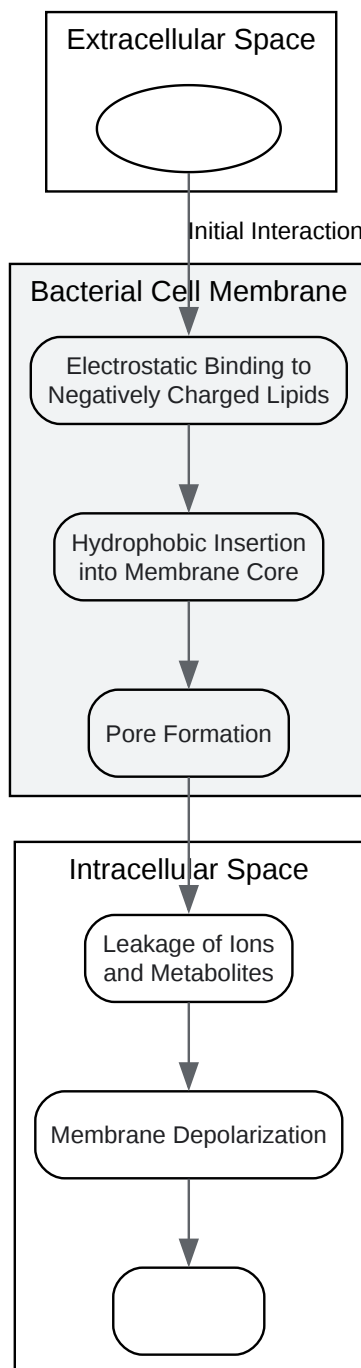 Extracellular Space
Initial Interaction
Bacterial Cell Membrane
Electrostatic Binding to
Negatively Charged Lipids
Hydrophobic Insertion
into Membrane Core
Pore Formation
Intracellular Space
Leakage of Ions
and Metabolites
Membrane Depolarization